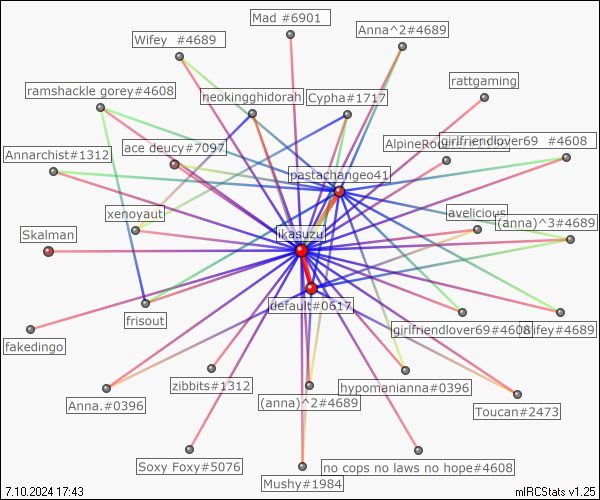 Mad #6901
Wifey  #4689
Anna^2#4689
rattgaming
ramshackle gorey#4608
neokingghidorah
Cypha#1717
ace deucy#7097
girlfriendlover69  #4608
Annarchist#1312
pastachangeo41
xenoyaut
avelicious
(anna)^3#4689
Skalman
ikasuzu
default#0617
frisout
girlfriendlover69#4608
fakedingo
zibbits#1312
hypomanianna#0396
Anna.#0396
(anna)^2#4689
Toucan#2473
Soxy Foxy#5076
no cops no laws no hope#4608
Mushy#1984
7.10.2024 17:43
mIRCStats v1.25